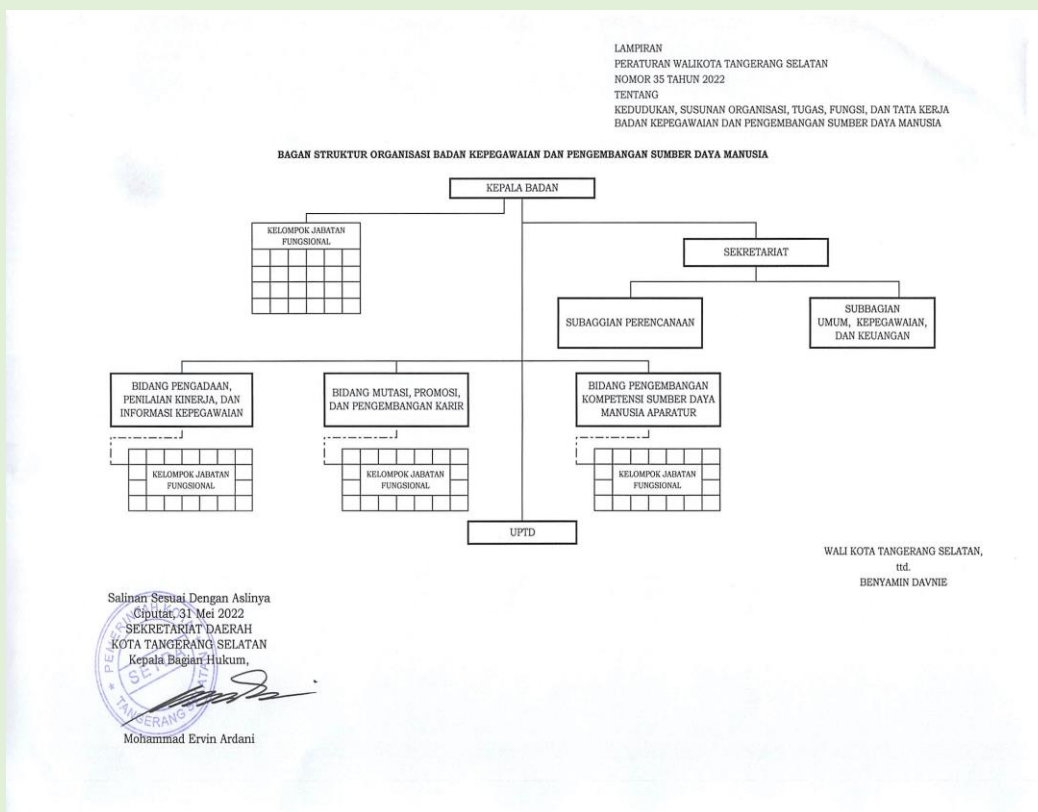 LAMPIRAN
PERATURAN WALIKOTA TANGERANG SELATAN
NOMOR 35 TAHUN 2022
TENTANG
KEDUDUKAN, SUSUNAN ORGANISASI, TUGAS, FUNGSI, DAN TATA KERJA
BADAN KEPEGAWAIAN DAN PENGEMBANGAN SUMBER DAYA MANUSIA
BAGAN STRUKTUR ORGANISASI BADAN KEPEGAWAIAN DAN PENGEMBANGAN SUMBER DAYA MANUSIA
KEPALA BADAN
KELOMPOK JABATAN
FUNGSIONAL
SEKRETARIAT
SUBAGGIAN PERENCANAAN
SUBBAGIAN
UMUM, KEPEGAWAIAN,
DAN KEUANGAN
BIDANG PENGADAAN,
PENILAIAN KINERJA, DAN
INFORMASI KEPEGAWAIAN
BIDANG MUTASI, PROMOSI,
DAN PENGEMBANGAN KARIR
BIDANG PENGEMBANGAN
KOMPETENSI SUMBER DAYA
MANUSIA APARATUR
KELOMPOK JABATAN
FUNGSIONAL
KELOMPOK JABATAN
FUNGSIONAL
KELOMPOK JABATAN
FUNGSIONAL
UPTD
WALI KOTA TANGERANG SELATAN,
ttd.
BENYAMIN DAVNIE
Salinan Sesuai Dengan Aslinya
Ciputat, 31 Mei 2022
SEKRETARIAT DAERAH
KOTA TANGERANG SELATAN
Kepala Bagian Hukum,
PEMERINTAH KOTA
SETDA
TANGERANG SELATAN
Mohammad Ervin Ardani